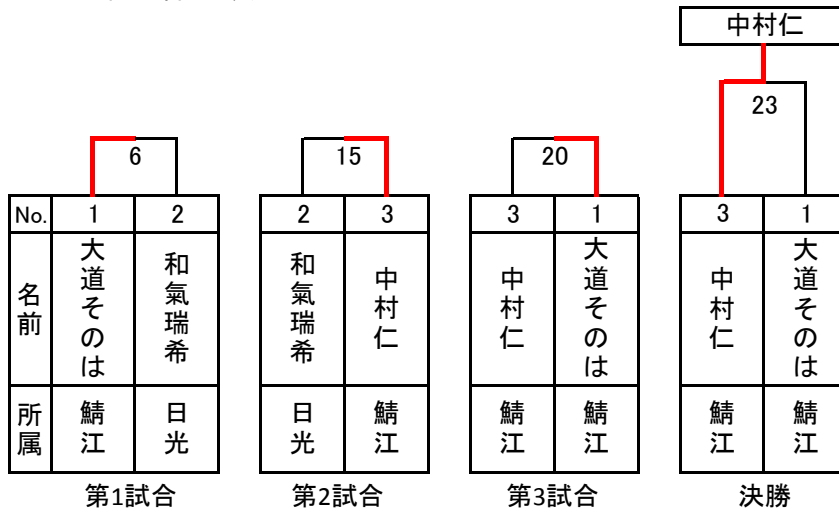 中村仁
23
6
15
20
No. 1 2
2 3
3 1
3 1
名前 大道そのは 和氣瑞希
和氣瑞希 中村仁
中村仁 大道そのは
中村仁 大道そのは
所属 鯖江 日光
日光 鯖江
鯖江 鯖江
鯖江 鯖江
第1試合
第2試合
第3試合
決勝